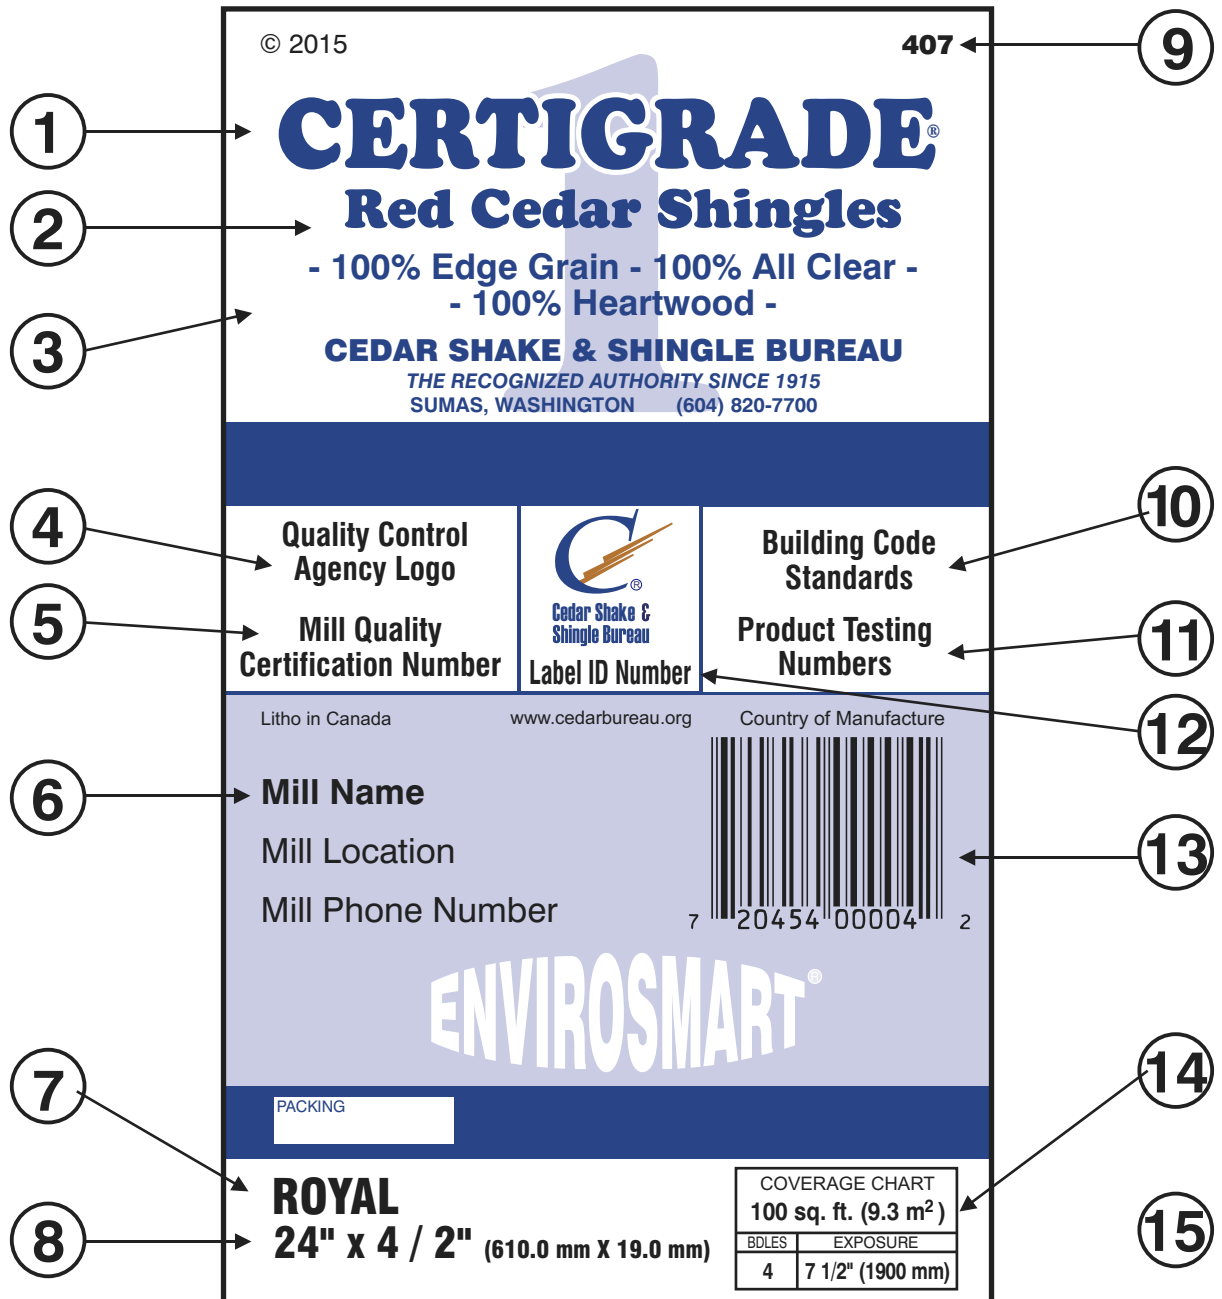 © 2015
407
9
1
CERTIGRADE®
2
Red Cedar Shingles
- 100% Edge Grain - 100% All Clear -
- 100% Heartwood -
3
CEDAR SHAKE & SHINGLE BUREAU
THE RECOGNIZED AUTHORITY SINCE 1915
SUMAS, WASHINGTON (604) 820-7700
1
4
Quality Control
Agency Logo
5
Mill Quality
Certification Number
C®
Cedar Shake &
Shingle Bureau
Label ID Number
Building Code
Standards
10
Product Testing
Numbers
11
12
Litho in Canada
www.cedarbureau.org
Country of Manufacture
6
Mill Name
Mill Location
Mill Phone Number
7 20454 00004 2
13
ENVIROSMART®
14
7
PACKING
ROYAL
8
24" x 4 / 2" (610.0 mm X 19.0 mm)
COVERAGE CHART
100 sq. ft. (9.3 m²)
BDLES EXPOSURE
4 7 1/2" (1900 mm)
15